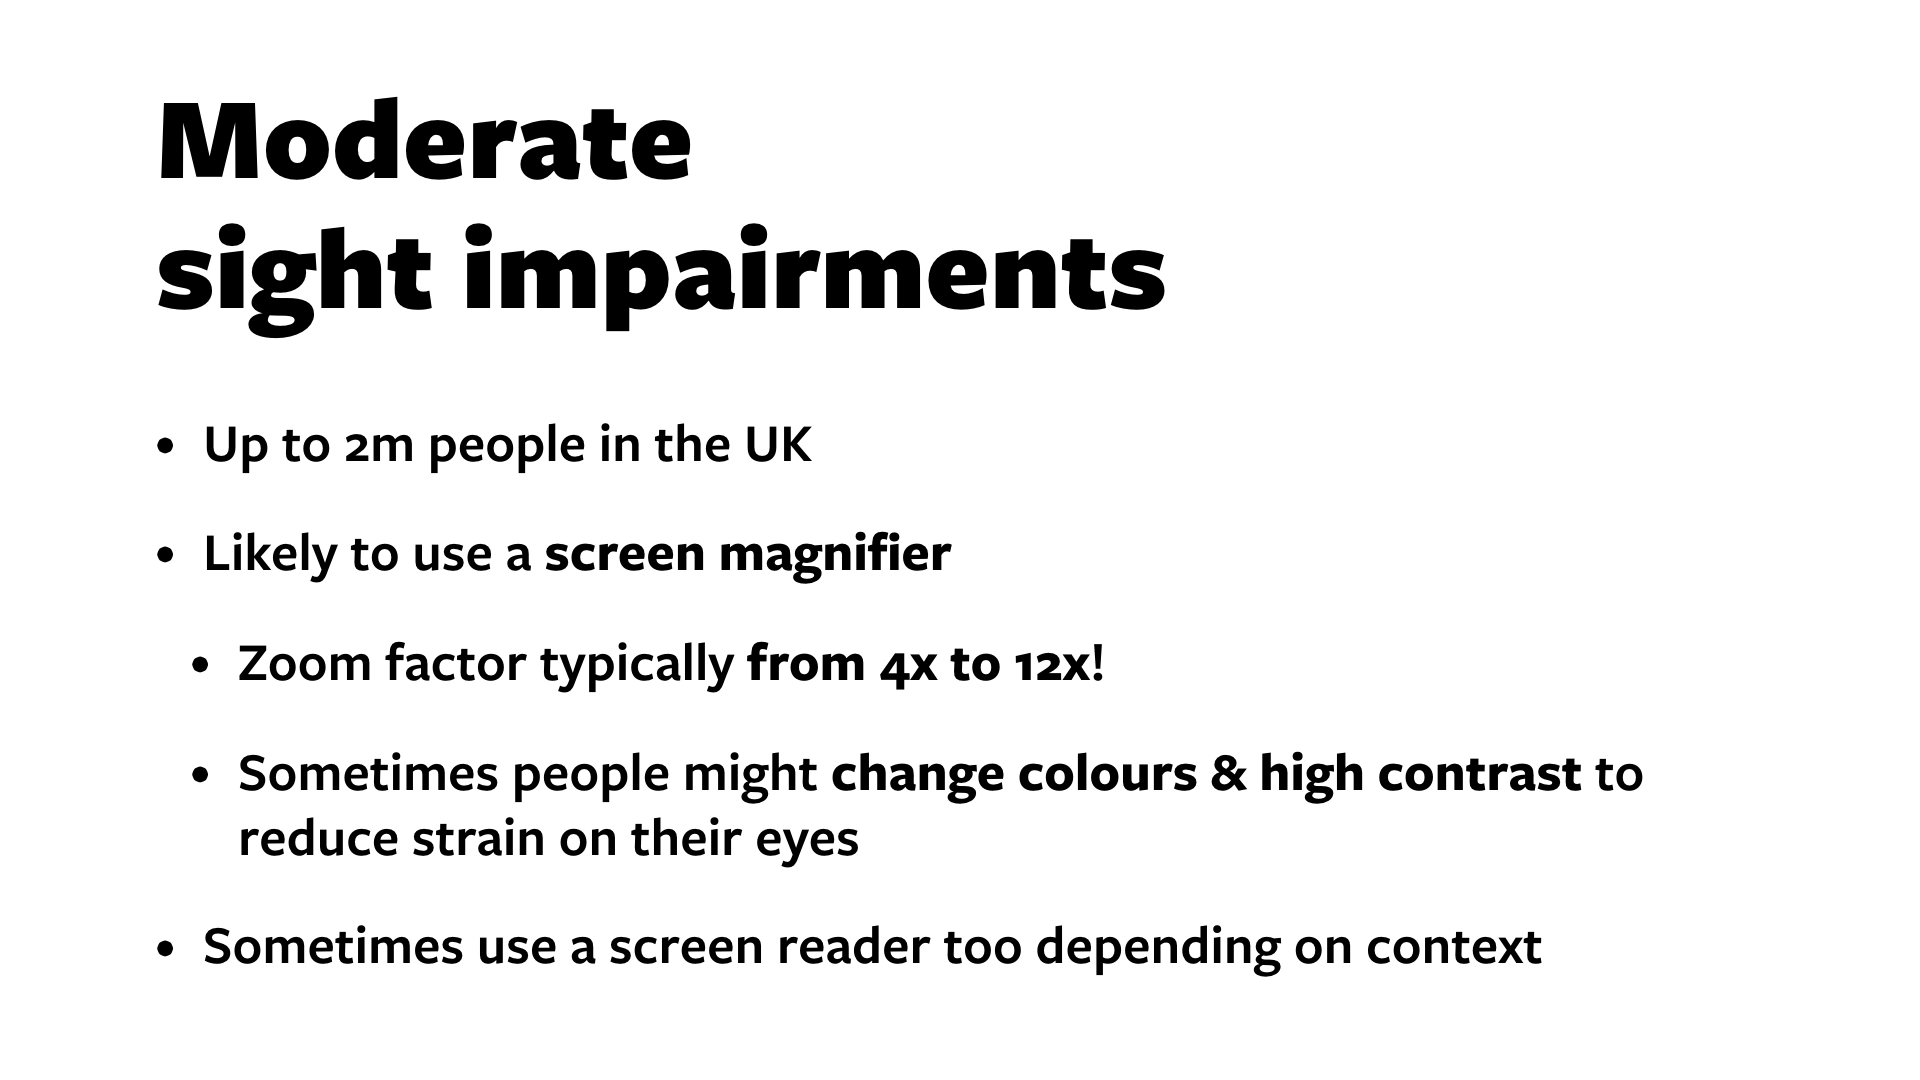 Moderate
sight impairments
• Up to 2m people in the UK
• Likely to use a screen magnifier
• Zoom factor typically from 4x to 12x!
• Sometimes people might change colours & high contrast to
reduce strain on their eyes
• Sometimes use a screen reader too depending on context